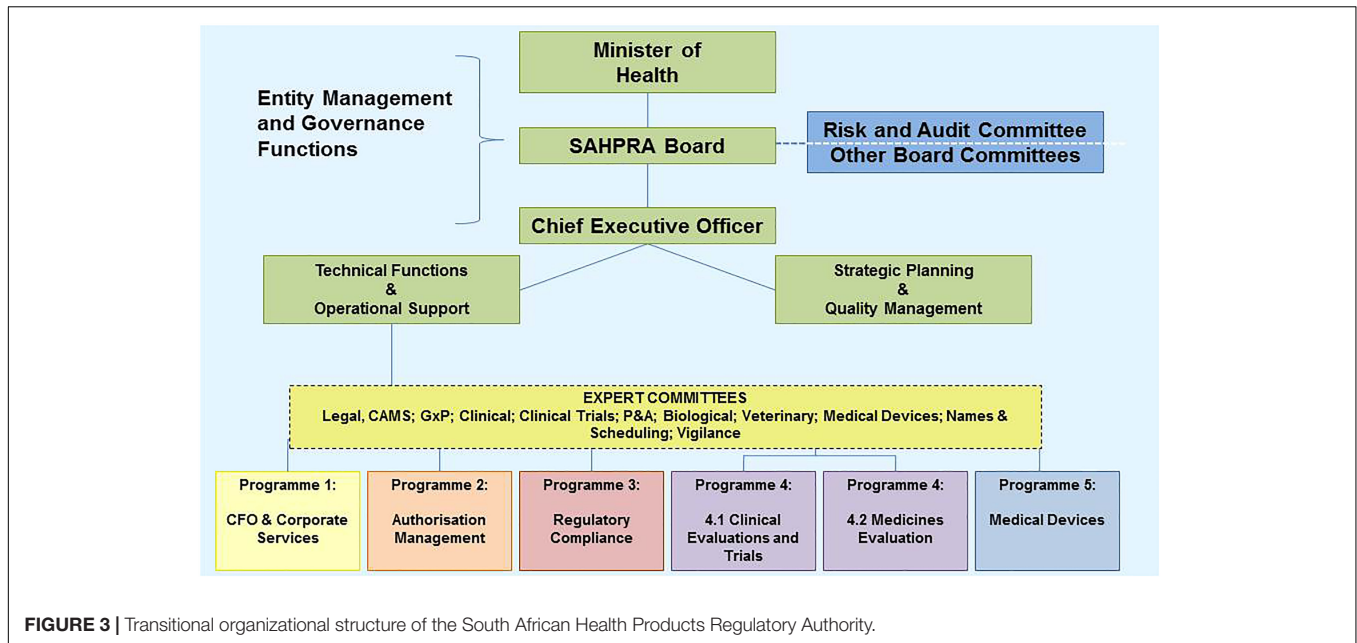 Minister of
Health
Entity Management
and Governance
Functions
SAHPRA Board
Risk and Audit Committee
Other Board Committees
Chief Executive Officer
Technical Functions
&
Operational Support
Strategic Planning
&
Quality Management
EXPERT COMMITTEES
Legal, CAMS; GxP; Clinical; Clinical Trials; P&A; Biological; Veterinary; Medical Devices; Names &
Scheduling; Vigilance
Programme 1:
CFO & Corporate
Services
Programme 2:
Authorisation
Management
Programme 3:
Regulatory
Compliance
Programme 4:
4.1 Clinical
Evaluations and
Trials
Programme 4:
4.2 Medicines
Evaluation
Programme 5:
Medical Devices
FIGURE 3 | Transitional organizational structure of the South African Health Products Regulatory Authority.